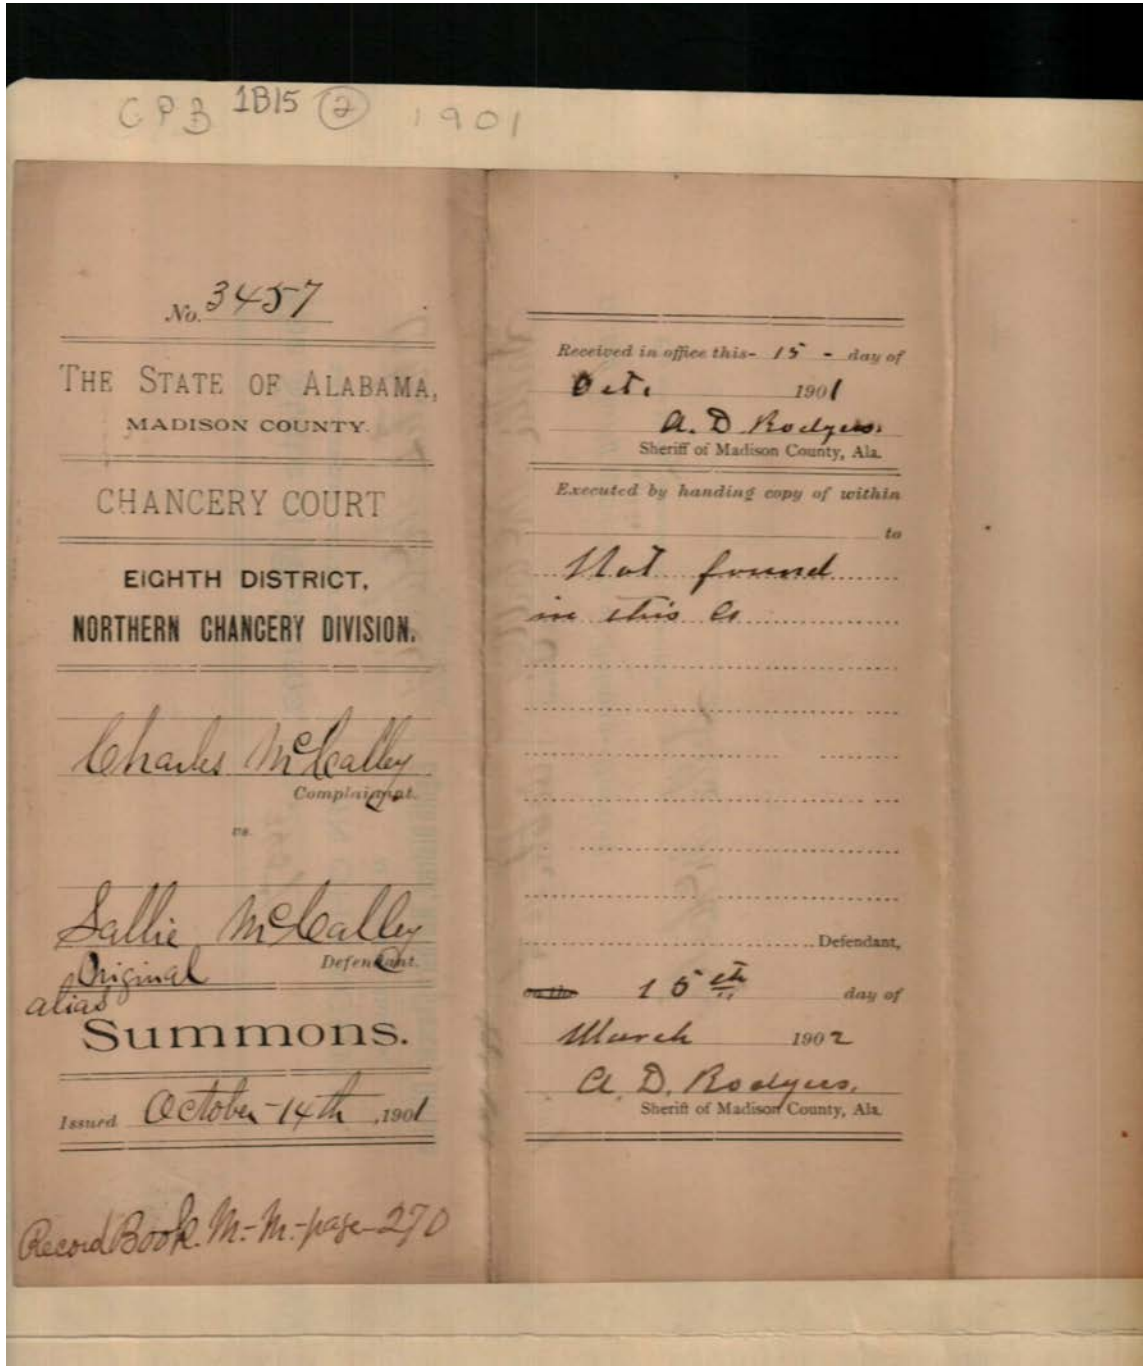 CPB 1B15 2 1901
No. 3457
THE STATE OF ALABAMA,
MADISON COUNTY.
CHANCERY COURT
EIGHTH DISTRICT,
NORTHERN CHANCERY DIVISION.
Charles McCalley
Complainant.
vs.
Sallie McCalley
Defendant.
Original
alias
Summons.
Issued October-14th, 1901
Record Book. M.-M.-page-270
Received in office this- 15 - day of
Oct. 1901
A. D. Rodgers.
Sheriff of Madison County, Ala.
Executed by handing copy of within
to
Not found
in this Co
Defendant,
on the 15th day of
March 1902
A. D. Rodgers.
Sheriff of Madison County, Ala.